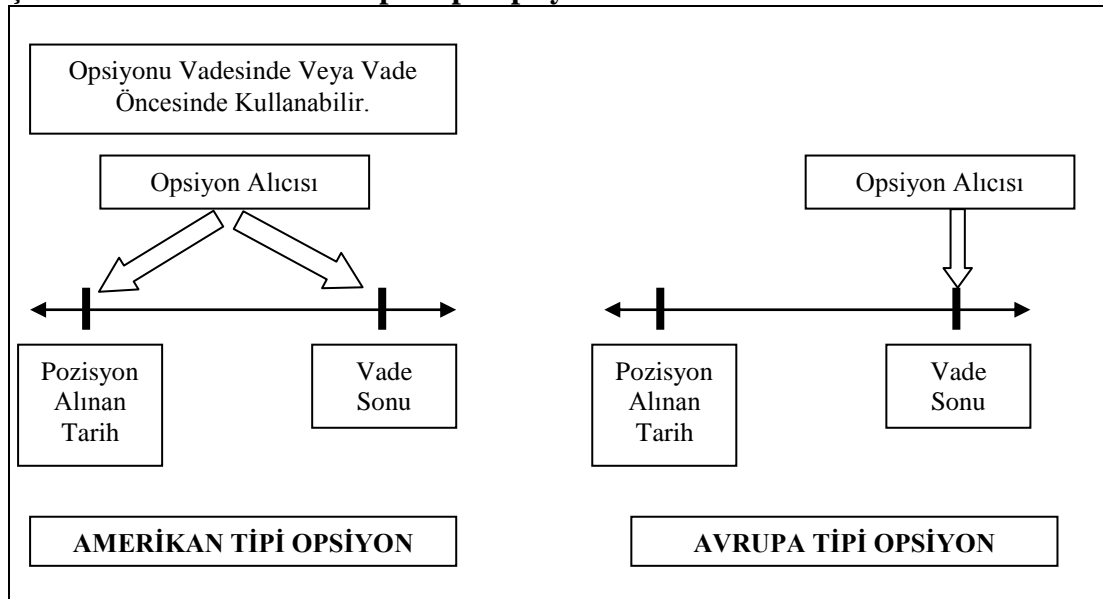 Opsiyonu Vadesinde Veya Vade
Öncesinde Kullanabilir.
Opsiyon Alıcısı
Pozisyon
Alınan
Tarih
Vade
Sonu
AMERİKAN TİPİ OPSİYON
Opsiyon Alıcısı
Pozisyon
Alınan
Tarih
Vade
Sonu
AVRUPA TİPİ OPSİYON